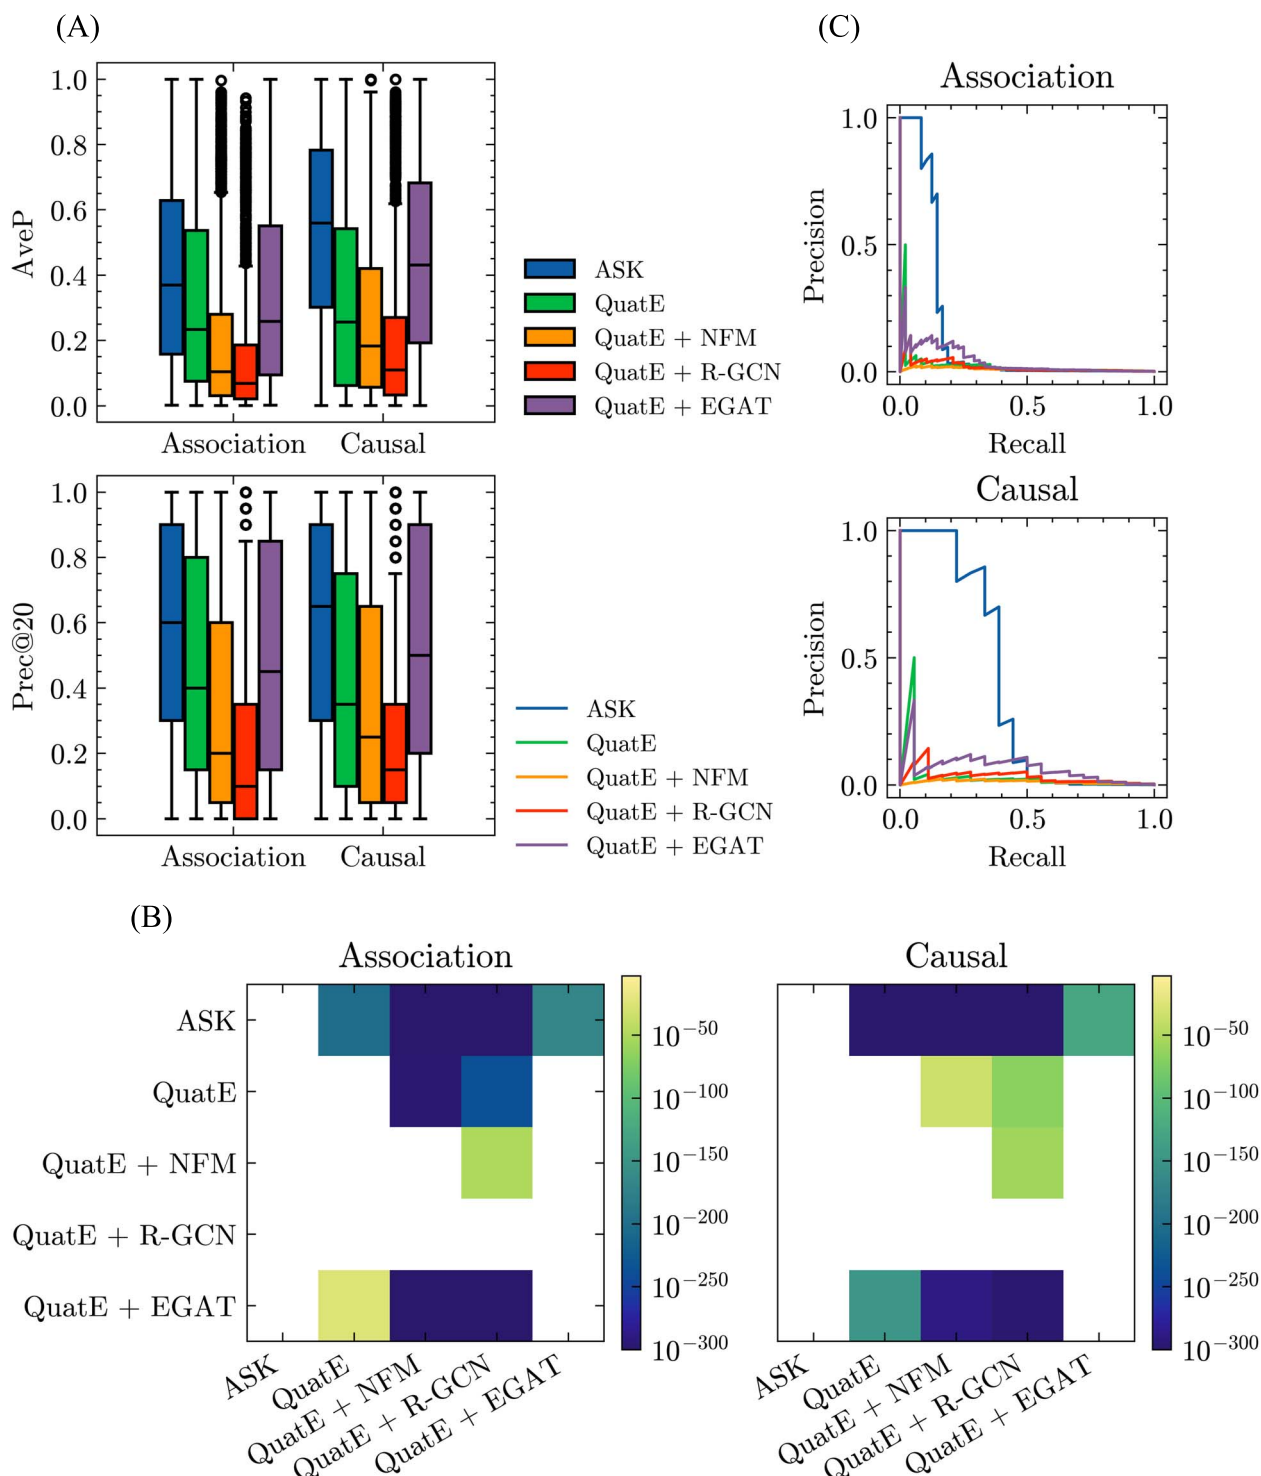 (A)
AveP
1.0
0.8
0.6
0.4
0.2
0.0
Association
Causal
ASK
QuatE
QuatE + NFM
QuatE + R-GCN
QuatE + EGAT
Prec@20
1.0
0.8
0.6
0.4
0.2
0.0
Association
Causal
ASK
QuatE
QuatE + NFM
QuatE + R-GCN
QuatE + EGAT
(C)
Association
Precision
1.0
0.5
0.0
0.0 0.5 1.0
Recall
Causal
Precision
1.0
0.5
0.0
0.0 0.5 1.0
Recall
(B)
Association
ASK
QuatE
QuatE + NFM
QuatE + R-GCN
QuatE + EGAT
ASK
QuatE
QuatE + NFM
QuatE + R-GCN
QuatE + EGAT
10⁻⁵⁰
10⁻¹⁰⁰
10⁻¹⁵⁰
10⁻²⁰⁰
10⁻²⁵⁰
10⁻³⁰⁰
Causal
ASK
QuatE
QuatE + NFM
QuatE + R-GCN
QuatE + EGAT
10⁻⁵⁰
10⁻¹⁰⁰
10⁻¹⁵⁰
10⁻²⁰⁰
10⁻²⁵⁰
10⁻³⁰⁰